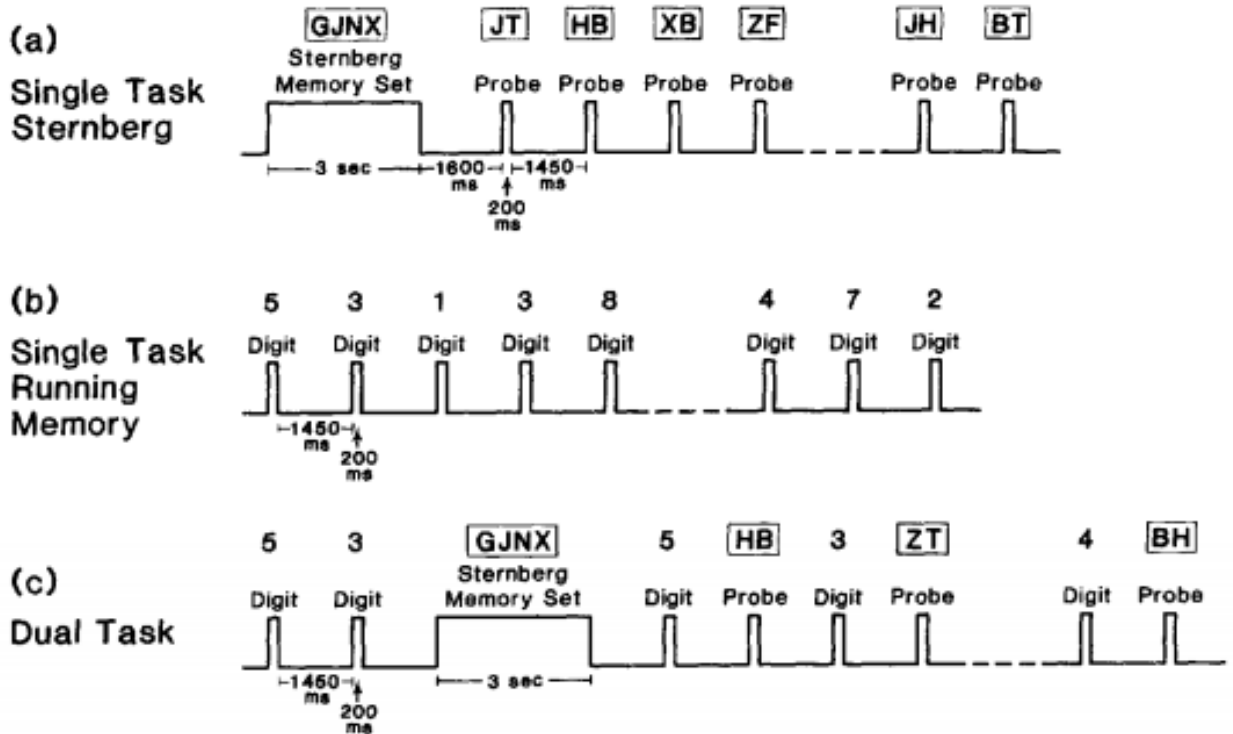 (a)
Single Task
Sternberg
GJNX JT HB XB ZF JH BT
Sternberg
Memory Set Probe Probe Probe Probe Probe Probe
3 sec 1600 ms 1450 ms
200
ms
(b)
Single Task
Running
Memory
5 3 1 3 8 4 7 2
Digit Digit Digit Digit Digit Digit Digit Digit
1450 ms
200
ms
(c)
Dual Task
5 3 GJNX 5 HB 3 ZT 4 BH
Sternberg
Digit Digit Memory Set Digit Probe Digit Probe Digit Probe
1450 ms 3 sec
200
ms